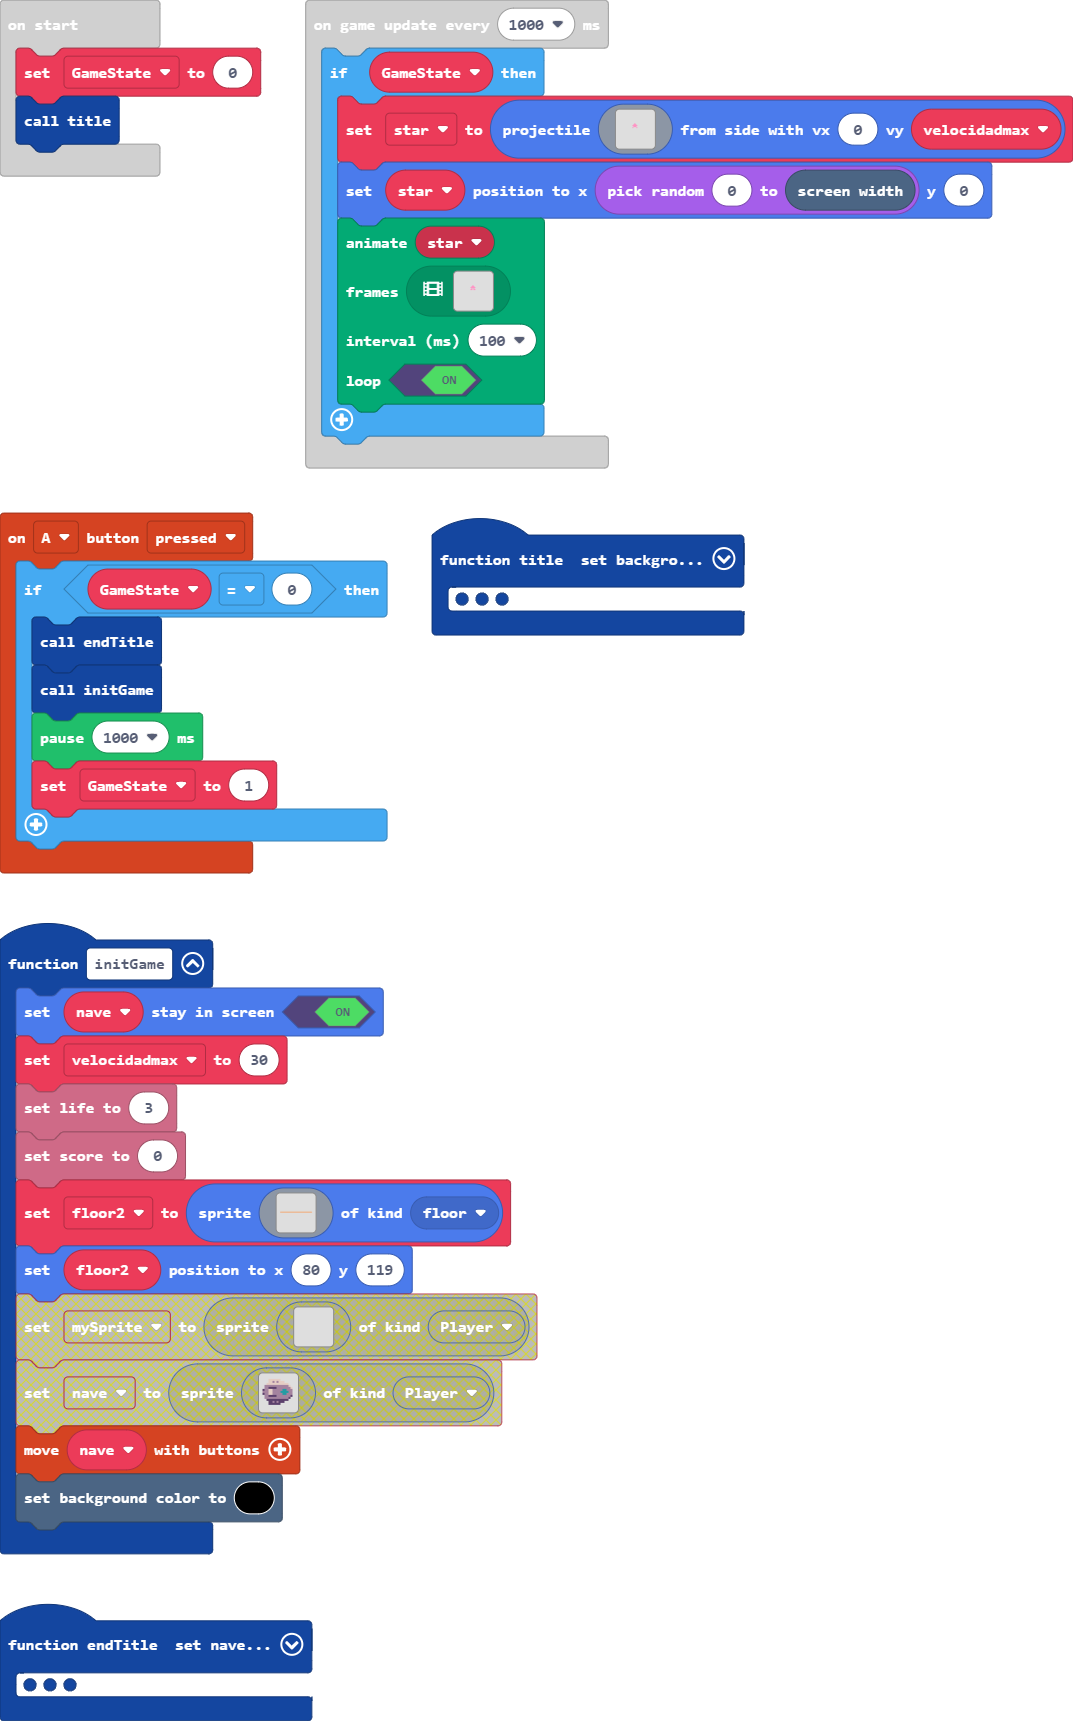 on start
set GameState to 0
call title
on game update every 1000 ms
if GameState then
set star to projectile from side with vx 0 vy velocidadmax
set star position to x pick random 0 to screen width y 0
animate star
frames
interval (ms) 100
loop ON
on A button pressed
if GameState = 0 then
call endTitle
call initGame
pause 1000 ms
set GameState to 1
function title set backgro...
function initGame
set nave stay in screen ON
set velocidadmax to 30
set life to 3
set score to 0
set floor2 to sprite of kind floor
set floor2 position to x 80 y 119
set mySprite to sprite of kind Player
set nave to sprite of kind Player
move nave with buttons
set background color to
function endTitle set nave...